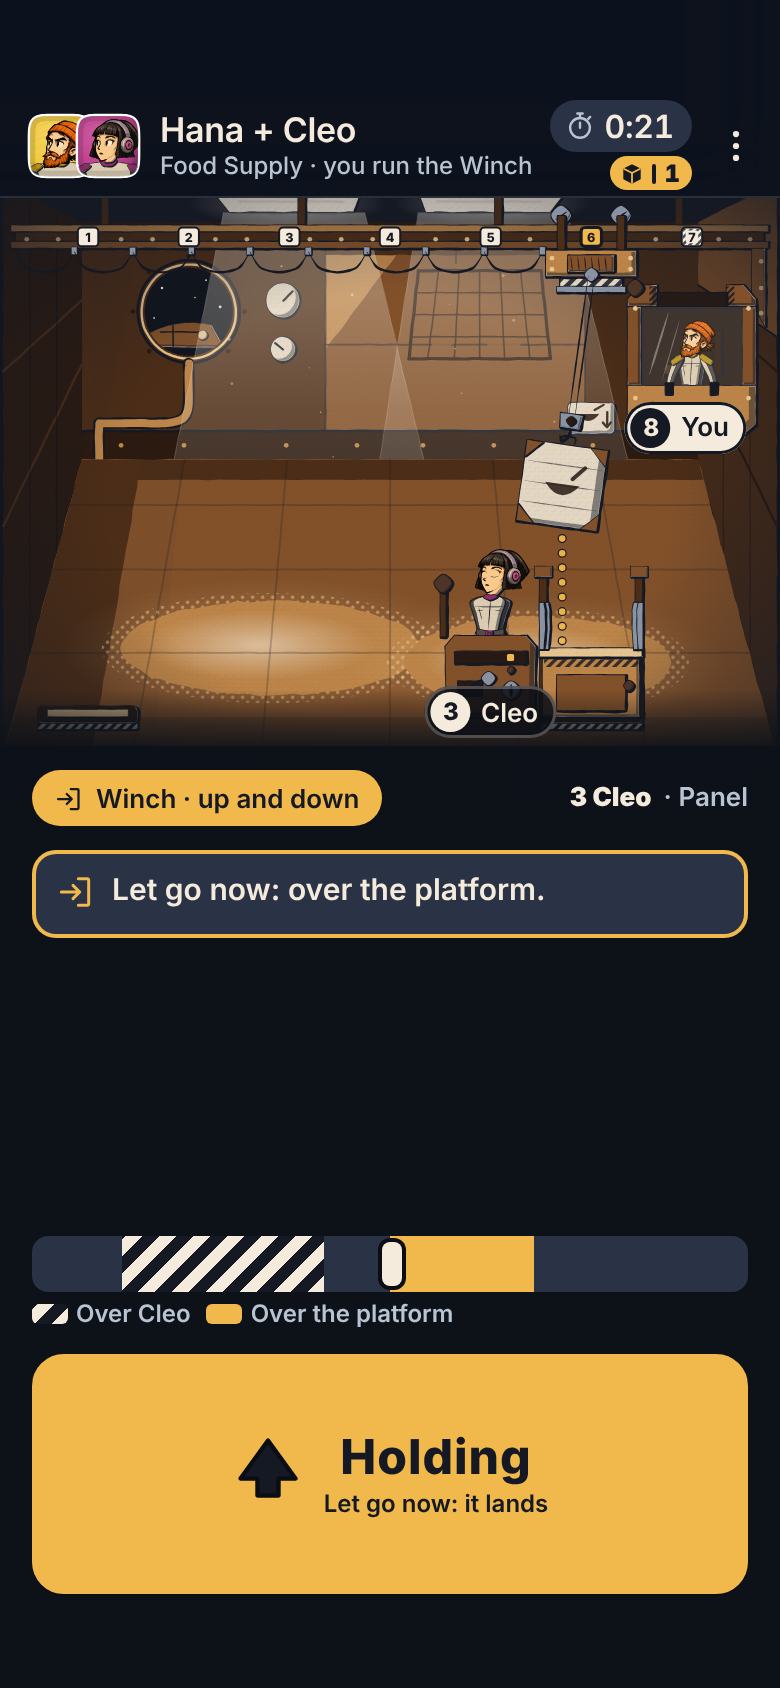 Hana + Cleo
Food Supply · you run the Winch
0:21
1
1 2 3 4 5 6 7
8 You
3 Cleo
Winch · up and down
3 Cleo · Panel
Let go now: over the platform.
Over Cleo
Over the platform
Holding
Let go now: it lands